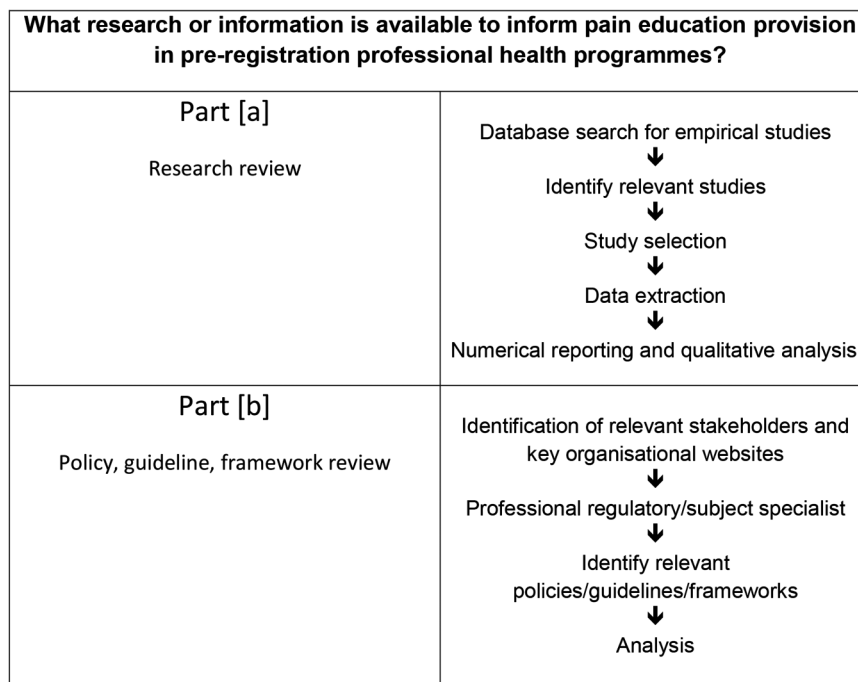 What research or information is available to inform pain education provision
in pre-registration professional health programmes?
Part [a]
Research review
Database search for empirical studies
Identify relevant studies
Study selection
Data extraction
Numerical reporting and qualitative analysis
Part [b]
Policy, guideline, framework review
Identification of relevant stakeholders and
key organisational websites
Professional regulatory/subject specialist
Identify relevant
policies/guidelines/frameworks
Analysis